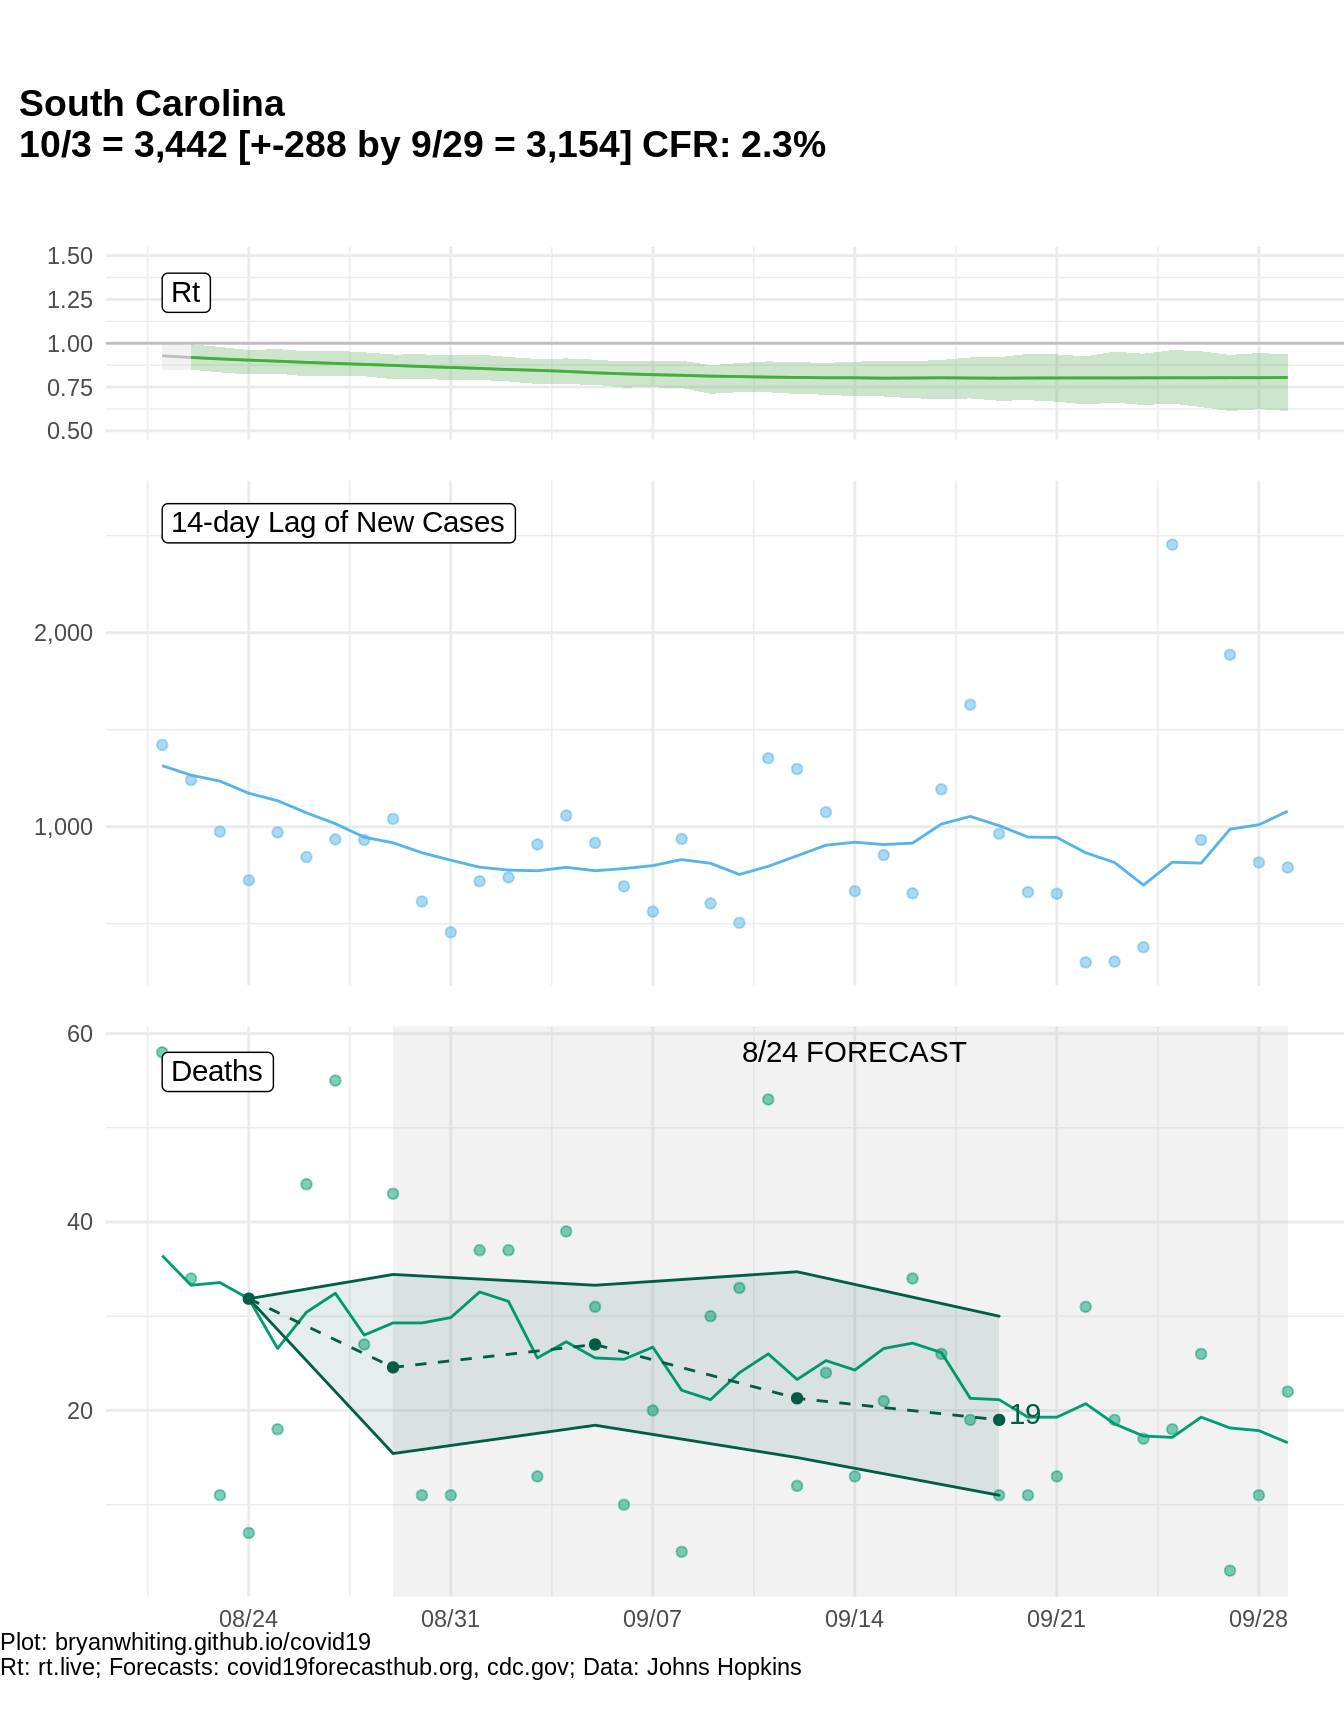 South Carolina
10/3 = 3,442 [+-288 by 9/29 = 3,154] CFR: 2.3%
1.50
Rt
1.25
1.00
0.75
0.50
14-day Lag of New Cases
2,000
1,000
60
8/24 FORECAST
Deaths
40
20
19
08/24 08/31 09/07 09/14 09/21 09/28
Plot: bryanwhiting.github.io/covid19
Rt: rt.live; Forecasts: covid19forecasthub.org, cdc.gov; Data: Johns Hopkins